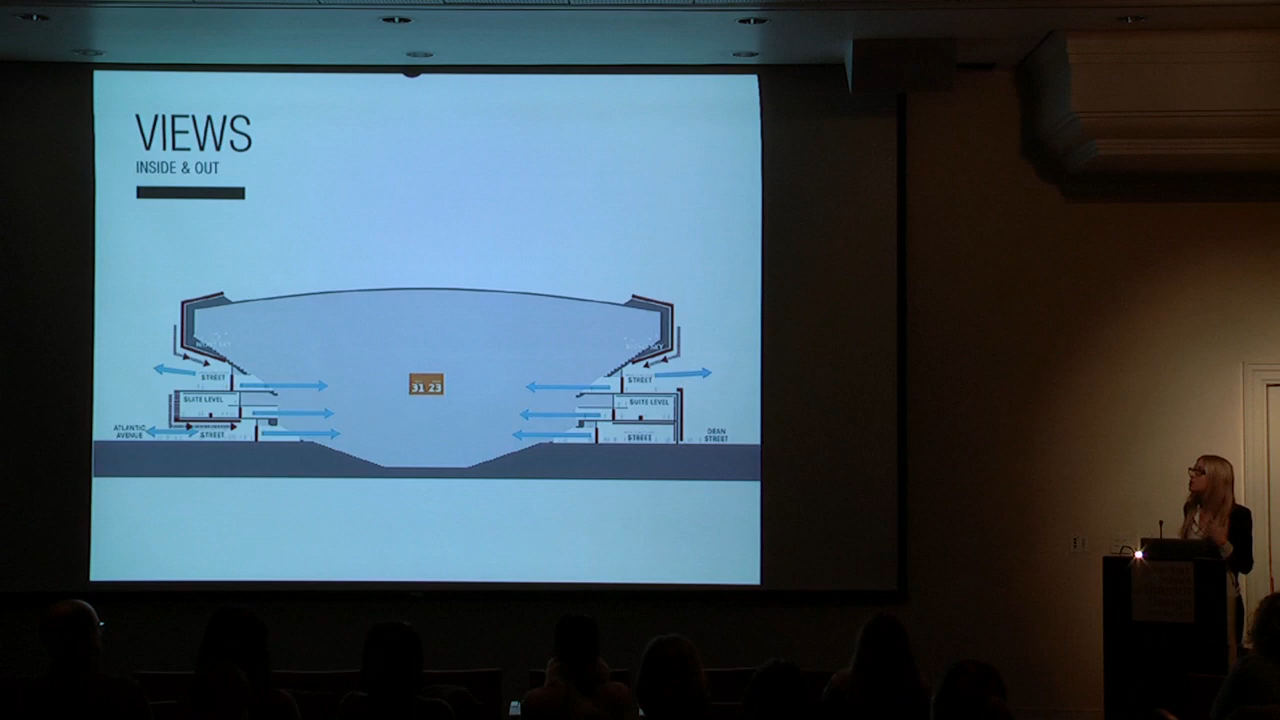 VIEWS
INSIDE & OUT
STREET
STREET
31 23
SUITE LEVEL
SUITE LEVEL
ATLANTIC
AVENUE
STREET
STREET
DEAN
STREET